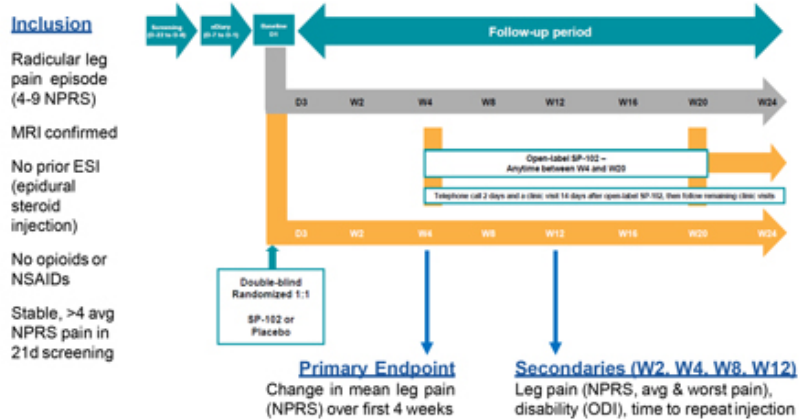 Inclusion
Radicular leg
pain episode
(4-9 NPRS)
MRI confirmed
No prior ESI
(epidural
steroid
injection)
No opioids or
NSAIDs
Stable, >4 avg
NPRS pain in
21d screening
Screening
eDiary
(D-7 to D-1)
Baseline
D1
Follow-up period
D3 W2 W4 W8 W12 W16 W20 W24
Open-label SP-102 –
Anytime between W4 and W20
Telephone call 2 days and a clinic visit 14 days after open-label SP-102, then follow remaining clinic visits
D3 W2 W4 W8 W12 W16 W20 W24
Double-blind
Randomized 1:1
SP-102 or
Placebo
Primary Endpoint
Change in mean leg pain
(NPRS) over first 4 weeks
Secondaries (W2, W4, W8, W12)
Leg pain (NPRS, avg & worst pain),
disability (ODI), time to repeat injection